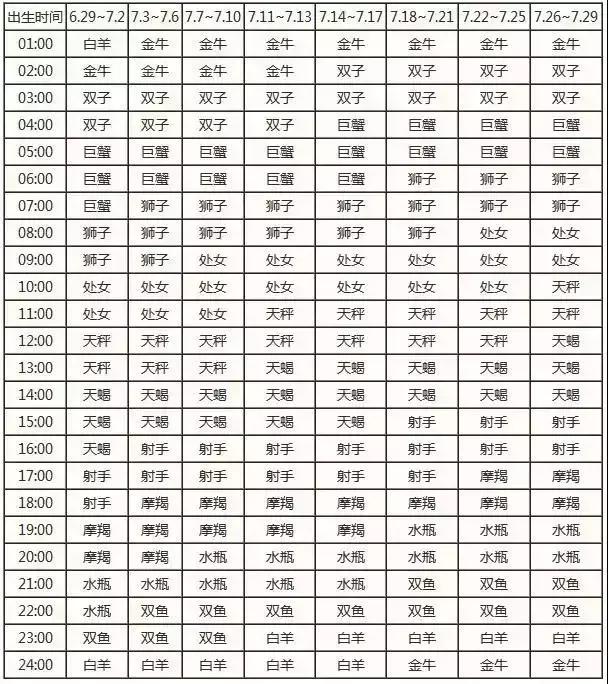 出生时间 6.29~7.2 7.3~7.6 7.7~7.10 7.11~7.13 7.14~7.17 7.18~7.21 7.22~7.25 7.26~7.29
01:00 白羊 金牛 金牛 金牛 金牛 金牛 金牛 金牛
02:00 金牛 金牛 金牛 金牛 双子 双子 双子 双子
03:00 双子 双子 双子 双子 双子 双子 双子 双子
04:00 双子 双子 双子 双子 巨蟹 巨蟹 巨蟹 巨蟹
05:00 巨蟹 巨蟹 巨蟹 巨蟹 巨蟹 巨蟹 巨蟹 巨蟹
06:00 巨蟹 巨蟹 巨蟹 巨蟹 巨蟹 狮子 狮子 狮子
07:00 巨蟹 狮子 狮子 狮子 狮子 狮子 狮子 狮子
08:00 狮子 狮子 狮子 狮子 狮子 狮子 处女 处女
09:00 狮子 狮子 处女 处女 处女 处女 处女 处女
10:00 处女 处女 处女 处女 处女 处女 处女 天秤
11:00 处女 处女 处女 天秤 天秤 天秤 天秤 天秤
12:00 天秤 天秤 天秤 天秤 天秤 天秤 天秤 天蝎
13:00 天秤 天秤 天秤 天蝎 天蝎 天蝎 天蝎 天蝎
14:00 天蝎 天蝎 天蝎 天蝎 天蝎 天蝎 天蝎 天蝎
15:00 天蝎 天蝎 天蝎 天蝎 天蝎 射手 射手 射手
16:00 天蝎 射手 射手 射手 射手 射手 射手 射手
17:00 射手 射手 射手 射手 射手 射手 摩羯 摩羯
18:00 射手 摩羯 摩羯 摩羯 摩羯 摩羯 摩羯 摩羯
19:00 摩羯 摩羯 摩羯 摩羯 摩羯 水瓶 水瓶 水瓶
20:00 摩羯 摩羯 水瓶 水瓶 水瓶 水瓶 水瓶 水瓶
21:00 水瓶 水瓶 水瓶 水瓶 水瓶 双鱼 双鱼 双鱼
22:00 水瓶 双鱼 双鱼 双鱼 双鱼 双鱼 双鱼 双鱼
23:00 双鱼 双鱼 双鱼 白羊 白羊 白羊 白羊 白羊
24:00 白羊 白羊 白羊 白羊 白羊 金牛 金牛 金牛